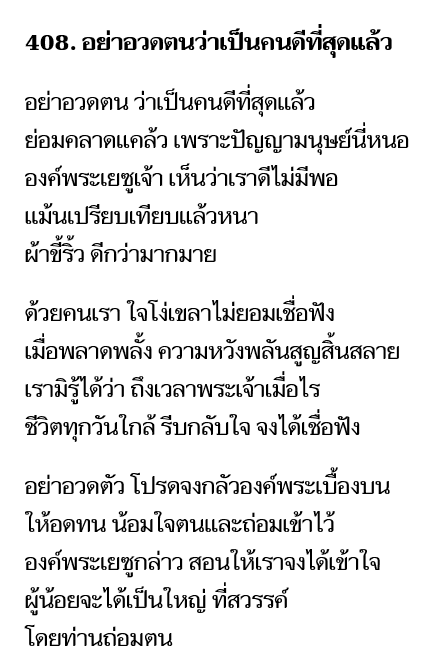 408. อย่าอวดตนว่าเป็นคนดีที่สุดแล้ว
อย่าอวดตน ว่าเป็นคนดีที่สุดแล้ว
ย่อมคลาดแคล้ว เพราะปัญญามนุษย์นี่หนอ
องค์พระเยซูเจ้า เห็นว่าเราดีไม่มีพอ
แม้นเปรียบเทียบแล้วหนา
ผ้าขี้ริ้ว ดีกว่ามากมาย
ด้วยคนเรา ใจโง่เขลาไม่ยอมเชื่อฟัง
เมื่อพลาดพลั้ง ความหวังพลันสูญสิ้นสลาย
เรามิรู้ได้ว่า ถึงเวลาพระเจ้าเมื่อไร
ชีวิตทุกวันใกล้ รีบกลับใจ จงได้เชื่อฟัง
อย่าอวดตัว โปรดจงกลัวองค์พระเบื้องบน
ให้อดทน น้อมใจตนและถ่อมเข้าไว้
องค์พระเยซูกล่าว สอนให้เราจงได้เข้าใจ
ผู้น้อยจะได้เป็นใหญ่ ที่สวรรค์
โดยท่านถ่อมตน